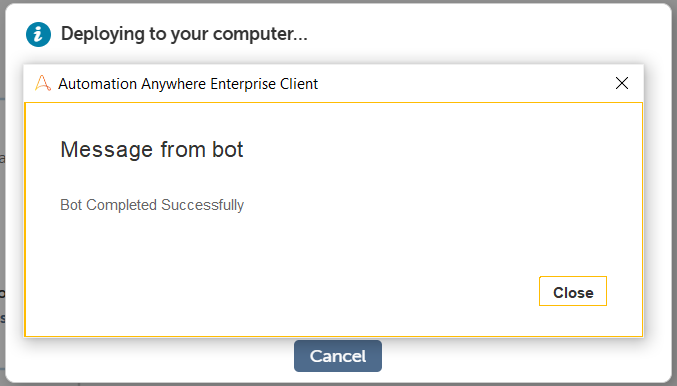 Deploying to your computer...
Automation Anywhere Enterprise Client
Message from bot
Bot Completed Successfully
Close
Cancel